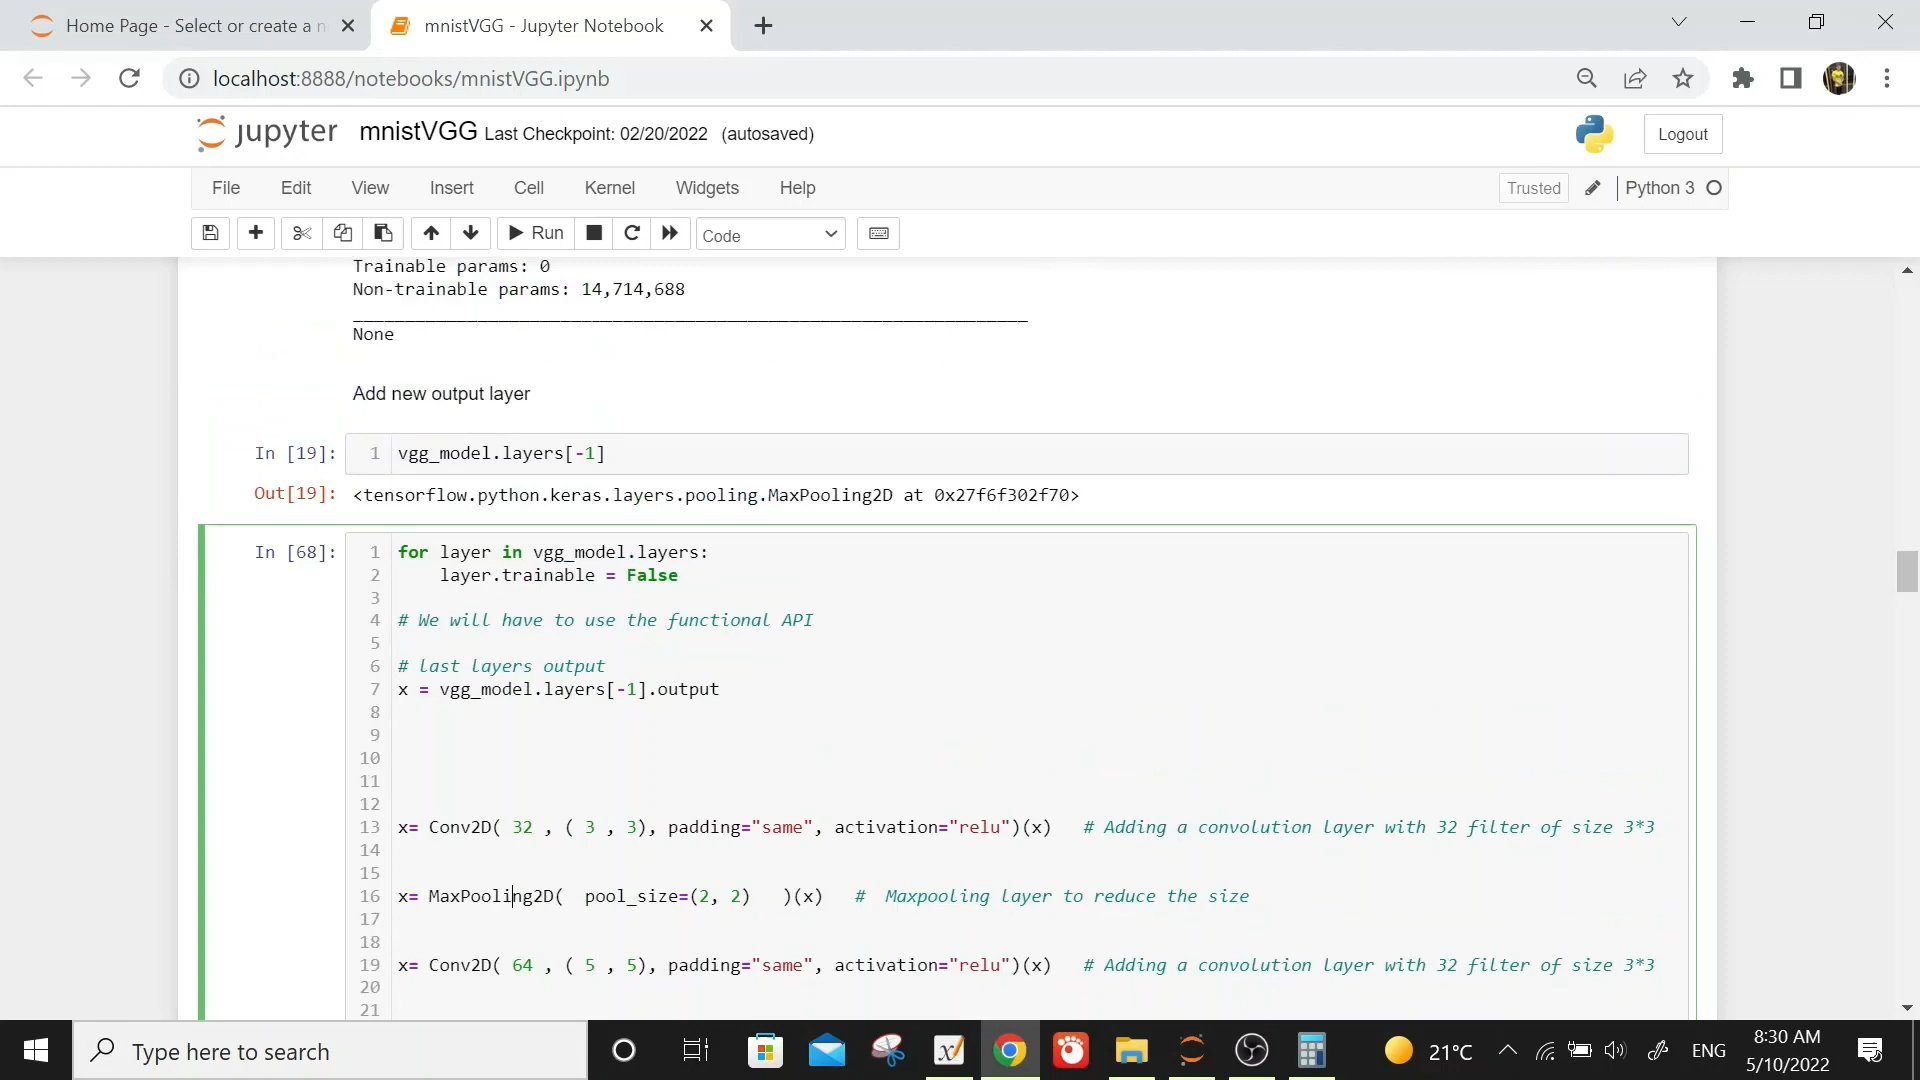 Home Page - Select or create a n
mnistVGG - Jupyter Notebook
localhost:8888/notebooks/mnistVGG.ipynb
jupyter mnistVGG Last Checkpoint: 02/20/2022 (autosaved)
Logout
File Edit View Insert Cell Kernel Widgets Help
Trusted Python 3
Run Code
Trainable params: 0
Non-trainable params: 14,714,688
_________________________________________________________________
None
Add new output layer
In [19]: 1 vgg_model.layers[-1]
Out[19]: <tensorflow.python.keras.layers.pooling.MaxPooling2D at 0x27f6f302f70>
In [68]: 1 for layer in vgg_model.layers:
2     layer.trainable = False
3
4 # We will have to use the functional API
5
6 # last layers output
7 x = vgg_model.layers[-1].output
8
9
10
11
12
13 x= Conv2D( 32 , ( 3 , 3), padding="same", activation="relu")(x)   # Adding a convolution layer with 32 filter of size 3*3
14
15
16 x= MaxPooling2D(  pool_size=(2, 2)   )(x)   #  Maxpooling layer to reduce the size
17
18
19 x= Conv2D( 64 , ( 5 , 5), padding="same", activation="relu")(x)   # Adding a convolution layer with 32 filter of size 3*3
20
21
Type here to search
21°C
ENG
8:30 AM
5/10/2022